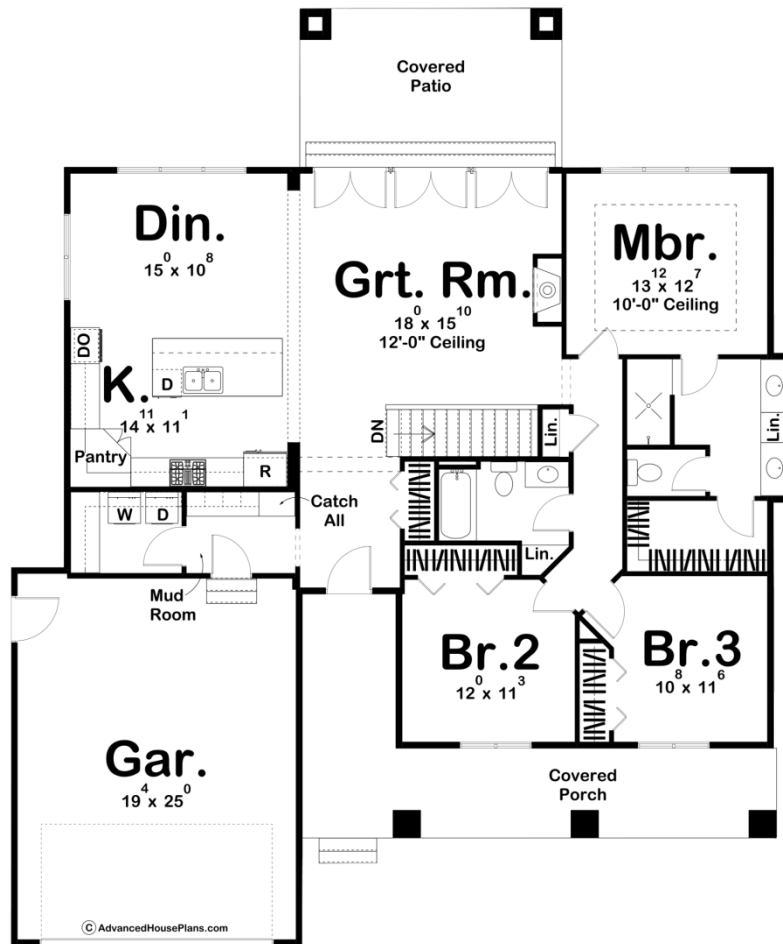 Covered
Patio
Din.
15⁰ x 10⁸
Grt. Rm.
18⁰ x 15¹⁰
12'-0" Ceiling
Mbr.
13¹² x 12⁷
10'-0" Ceiling
DO
D
K.
14¹¹ x 11¹
Pantry
R
DN
Lin.
Lin.
W
D
Catch
All
Lin.
Mud
Room
Br.2
12⁰ x 11³
Br.3
10⁸ x 11⁶
Gar.
19⁴ x 25⁰
Covered
Porch
© AdvancedHousePlans.com